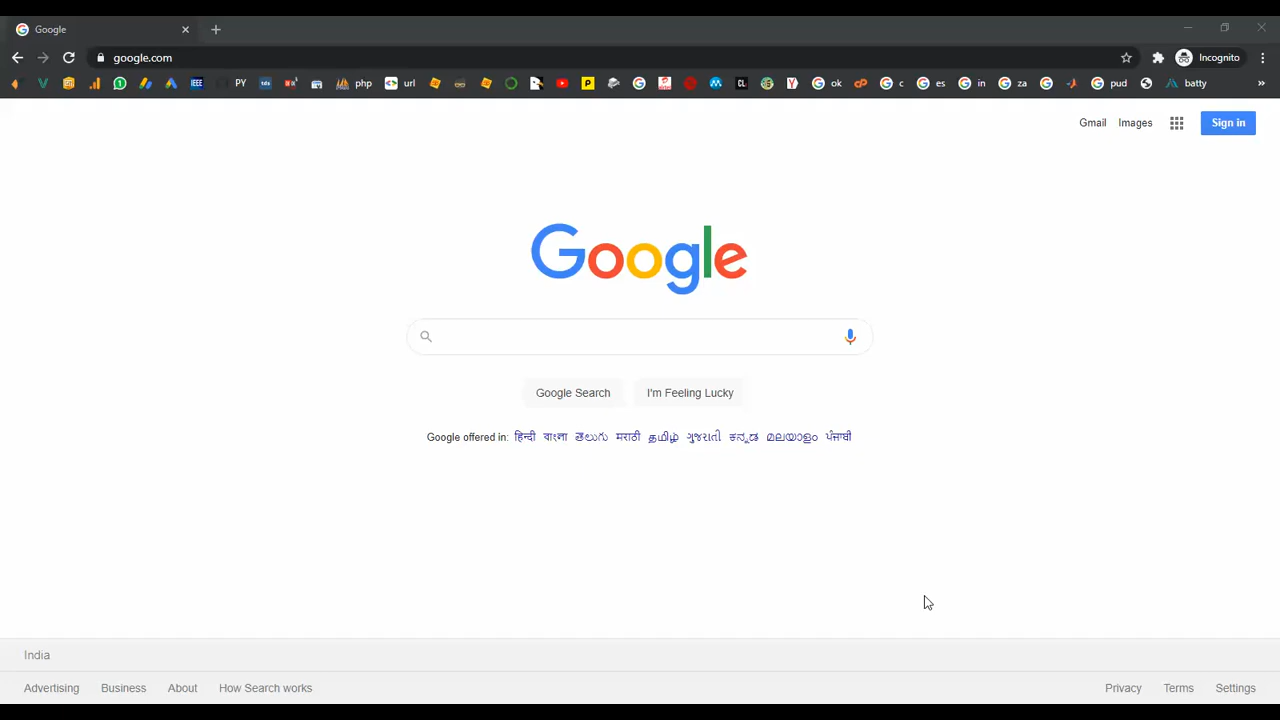 Google
google.com
Incognito
PY
php
url
ok
c
es
in
za
pud
batty
Gmail
Images
Sign in
Google
Google Search
I'm Feeling Lucky
Google offered in: हिन्दी বাংলা తెలుగు मराठी தமிழ் ગુજરાતી ಕನ್ನಡ മലയാളം ਪੰਜਾਬੀ
India
Advertising
Business
About
How Search works
Privacy
Terms
Settings